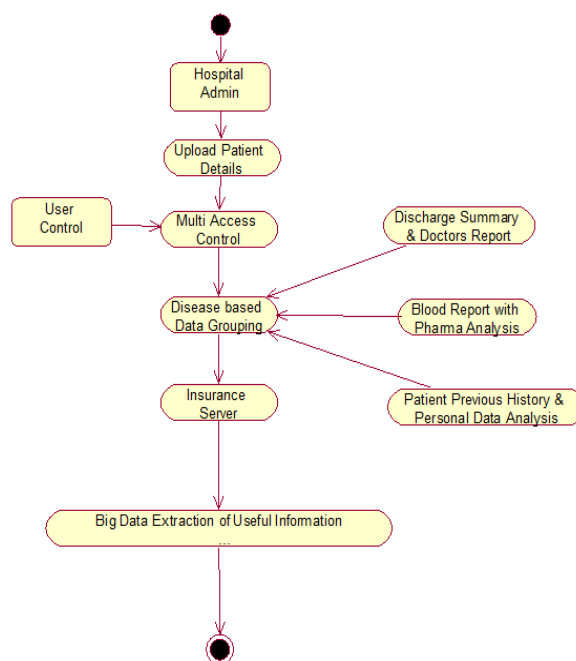 Hospital
Admin
Upload Patient
Details
User
Control
Multi Access
Control
Discharge Summary
& Doctors Report
Disease based
Data Grouping
Blood Report with
Pharma Analysis
Insurance
Server
Patient Previous History &
Personal Data Analysis
Big Data Extraction of Useful Information
...